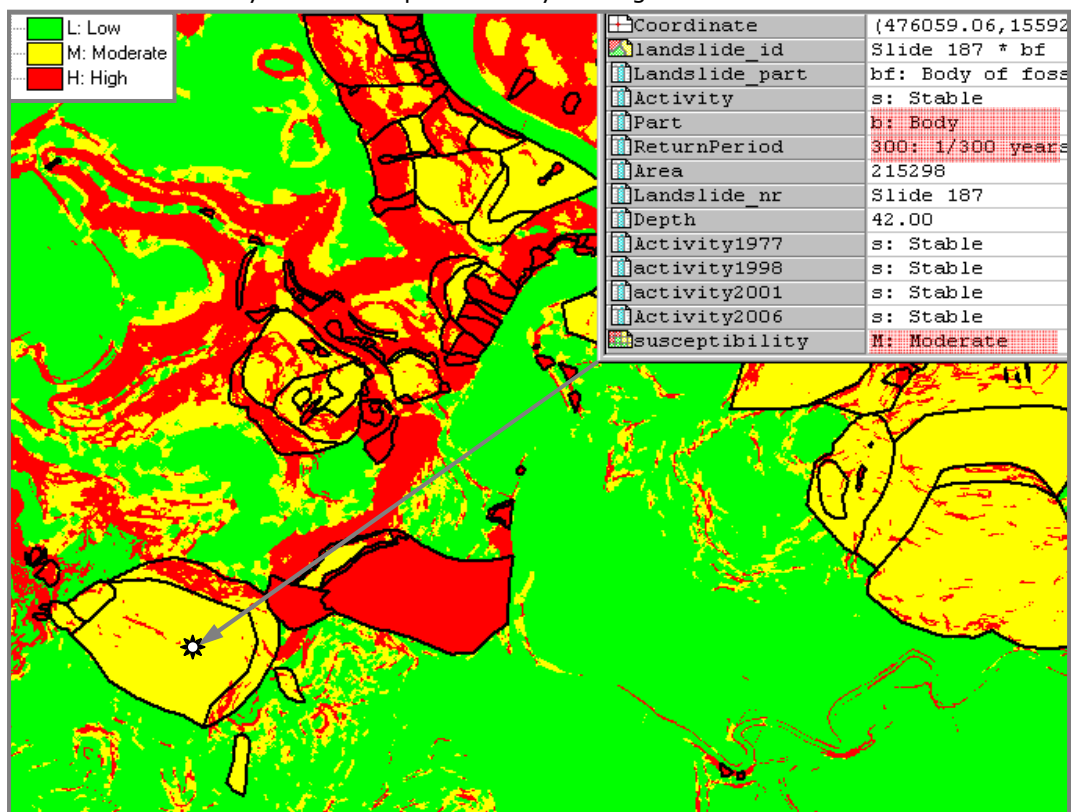 L: Low
M: Moderate
H: High
Coordinate (476059.06,15592
landslide_id Slide 187 * bf
Landslide_part bf: Body of foss
Activity s: Stable
Part b: Body
ReturnPeriod 300: 1/300 years
Area 215298
Landslide_nr Slide 187
Depth 42.00
Activity1977 s: Stable
activity1998 s: Stable
activity2001 s: Stable
Activity2006 s: Stable
susceptibility M: Moderate